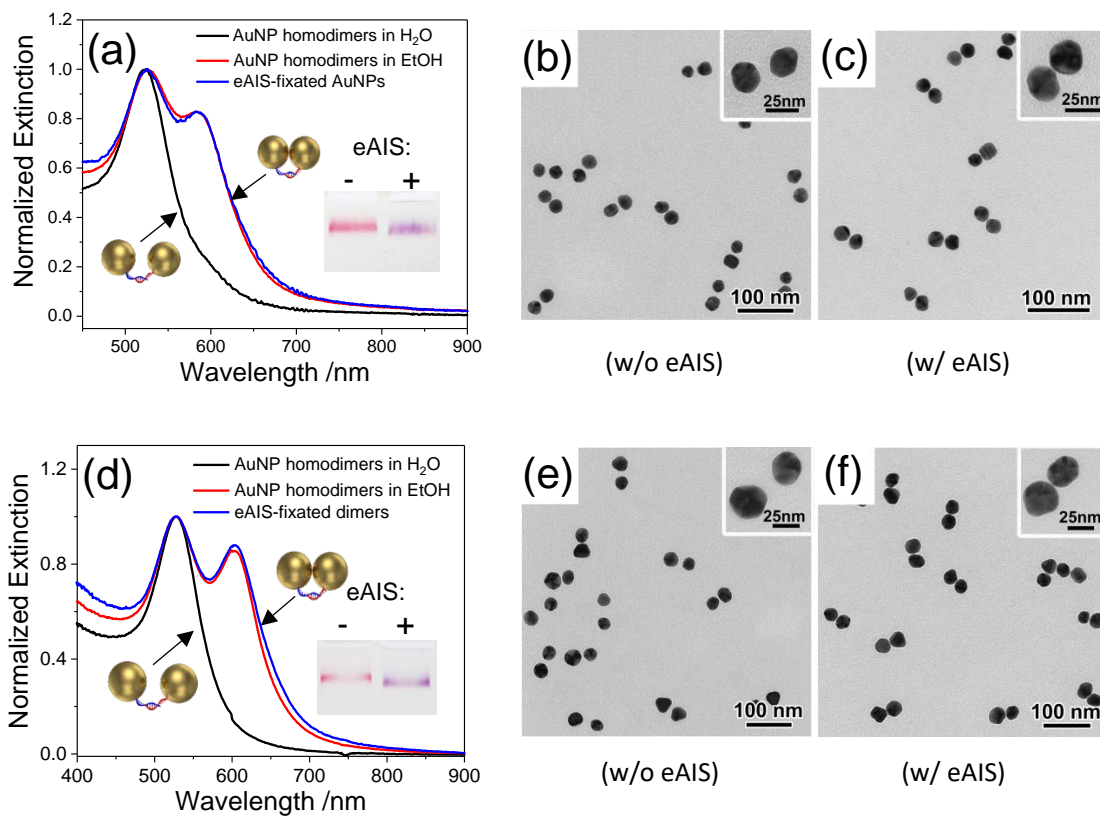 (a)
AuNP homodimers in H₂O
AuNP homodimers in EtOH
eAIS-fixated AuNPs
eAIS:
- +
Normalized Extinction
1.2
1.0
0.8
0.6
0.4
0.2
0.0
500 600 700 800 900
Wavelength /nm
(b)
25nm
100 nm
(w/o eAIS)
(c)
25nm
100 nm
(w/ eAIS)
(d)
AuNP homodimers in H₂O
AuNP homodimers in EtOH
eAIS-fixated dimers
eAIS:
- +
Normalized Extinction
1.2
0.8
0.4
0.0
400 500 600 700 800 900
Wavelength /nm
(e)
25nm
100 nm
(w/o eAIS)
(f)
25nm
100 nm
(w/ eAIS)